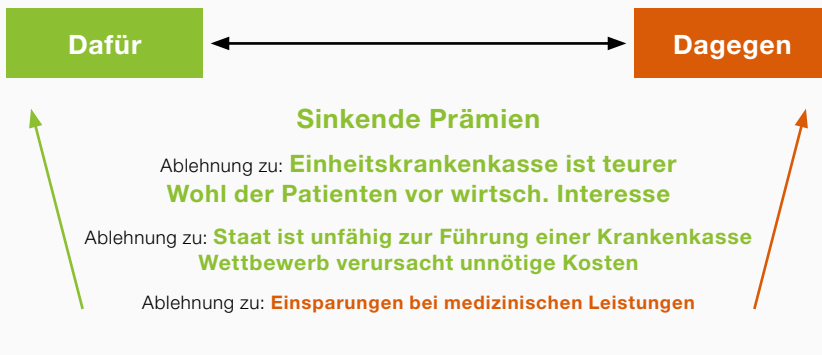 Dafür
Dagegen
Sinkende Prämien
Ablehnung zu: Einheitskrankenkasse ist teurer
Wohl der Patienten vor wirtsch. Interesse
Ablehnung zu: Staat ist unfähig zur Führung einer Krankenkasse
Wettbewerb verursacht unnötige Kosten
Ablehnung zu: Einsparungen bei medizinischen Leistungen